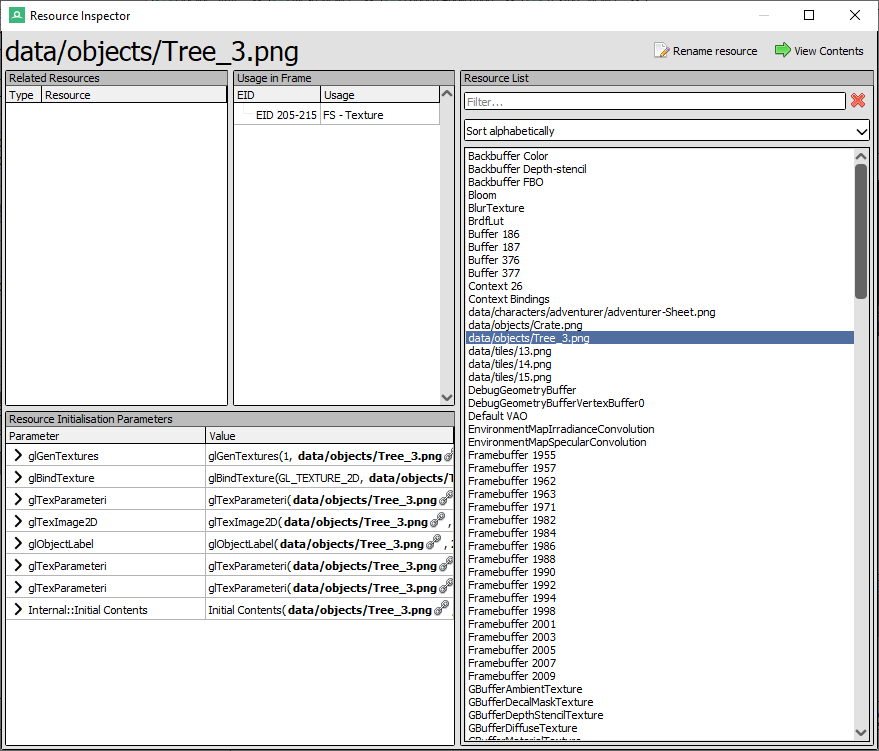 Resource Inspector
data/objects/Tree_3.png
Rename resource
View Contents
Related Resources
Type Resource
Usage in Frame
EID Usage
EID 205-215 FS - Texture
Resource List
Filter...
Sort alphabetically
Backbuffer Color
Backbuffer Depth-stencil
Backbuffer FBO
Bloom
BlurTexture
BrdfLut
Buffer 186
Buffer 187
Buffer 376
Buffer 377
Context 26
Context Bindings
data/characters/adventurer/adventurer-Sheet.png
data/objects/Crate.png
data/objects/Tree_3.png
data/tiles/13.png
data/tiles/14.png
data/tiles/15.png
DebugGeometryBuffer
DebugGeometryBufferVertexBuffer0
Default VAO
EnvironmentMapIrradianceConvolution
EnvironmentMapSpecularConvolution
Framebuffer 1955
Framebuffer 1957
Framebuffer 1962
Framebuffer 1963
Framebuffer 1971
Framebuffer 1982
Framebuffer 1984
Framebuffer 1986
Framebuffer 1988
Framebuffer 1990
Framebuffer 1992
Framebuffer 1994
Framebuffer 1998
Framebuffer 2001
Framebuffer 2003
Framebuffer 2005
Framebuffer 2007
Framebuffer 2009
GBufferAmbientTexture
GBufferDecalMaskTexture
GBufferDepthStencilTexture
GBufferDiffuseTexture
Resource Initialisation Parameters
Parameter Value
glGenTextures glGenTextures(1, data/objects/Tree_3.png
glBindTexture glBindTexture(GL_TEXTURE_2D, data/objects/T
glTexParameteri glTexParameteri( data/objects/Tree_3.png
glTexImage2D glTexImage2D( data/objects/Tree_3.png ,
glObjectLabel glObjectLabel( data/objects/Tree_3.png ,
glTexParameteri glTexParameteri( data/objects/Tree_3.png
glTexParameteri glTexParameteri( data/objects/Tree_3.png
Internal::Initial Contents Initial Contents( data/objects/Tree_3.png